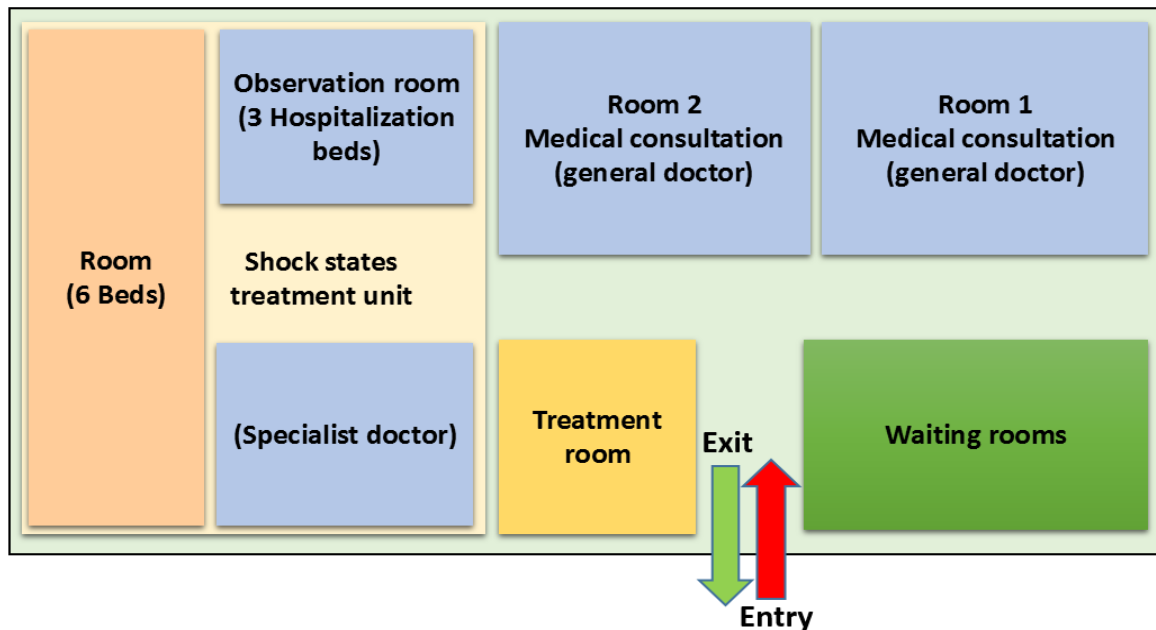 Observation room
(3 Hospitalization
beds)
Room 2
Medical consultation
(general doctor)
Room 1
Medical consultation
(general doctor)
Room
(6 Beds)
Shock states
treatment unit
(Specialist doctor)
Treatment
room
Exit
Waiting rooms
Entry